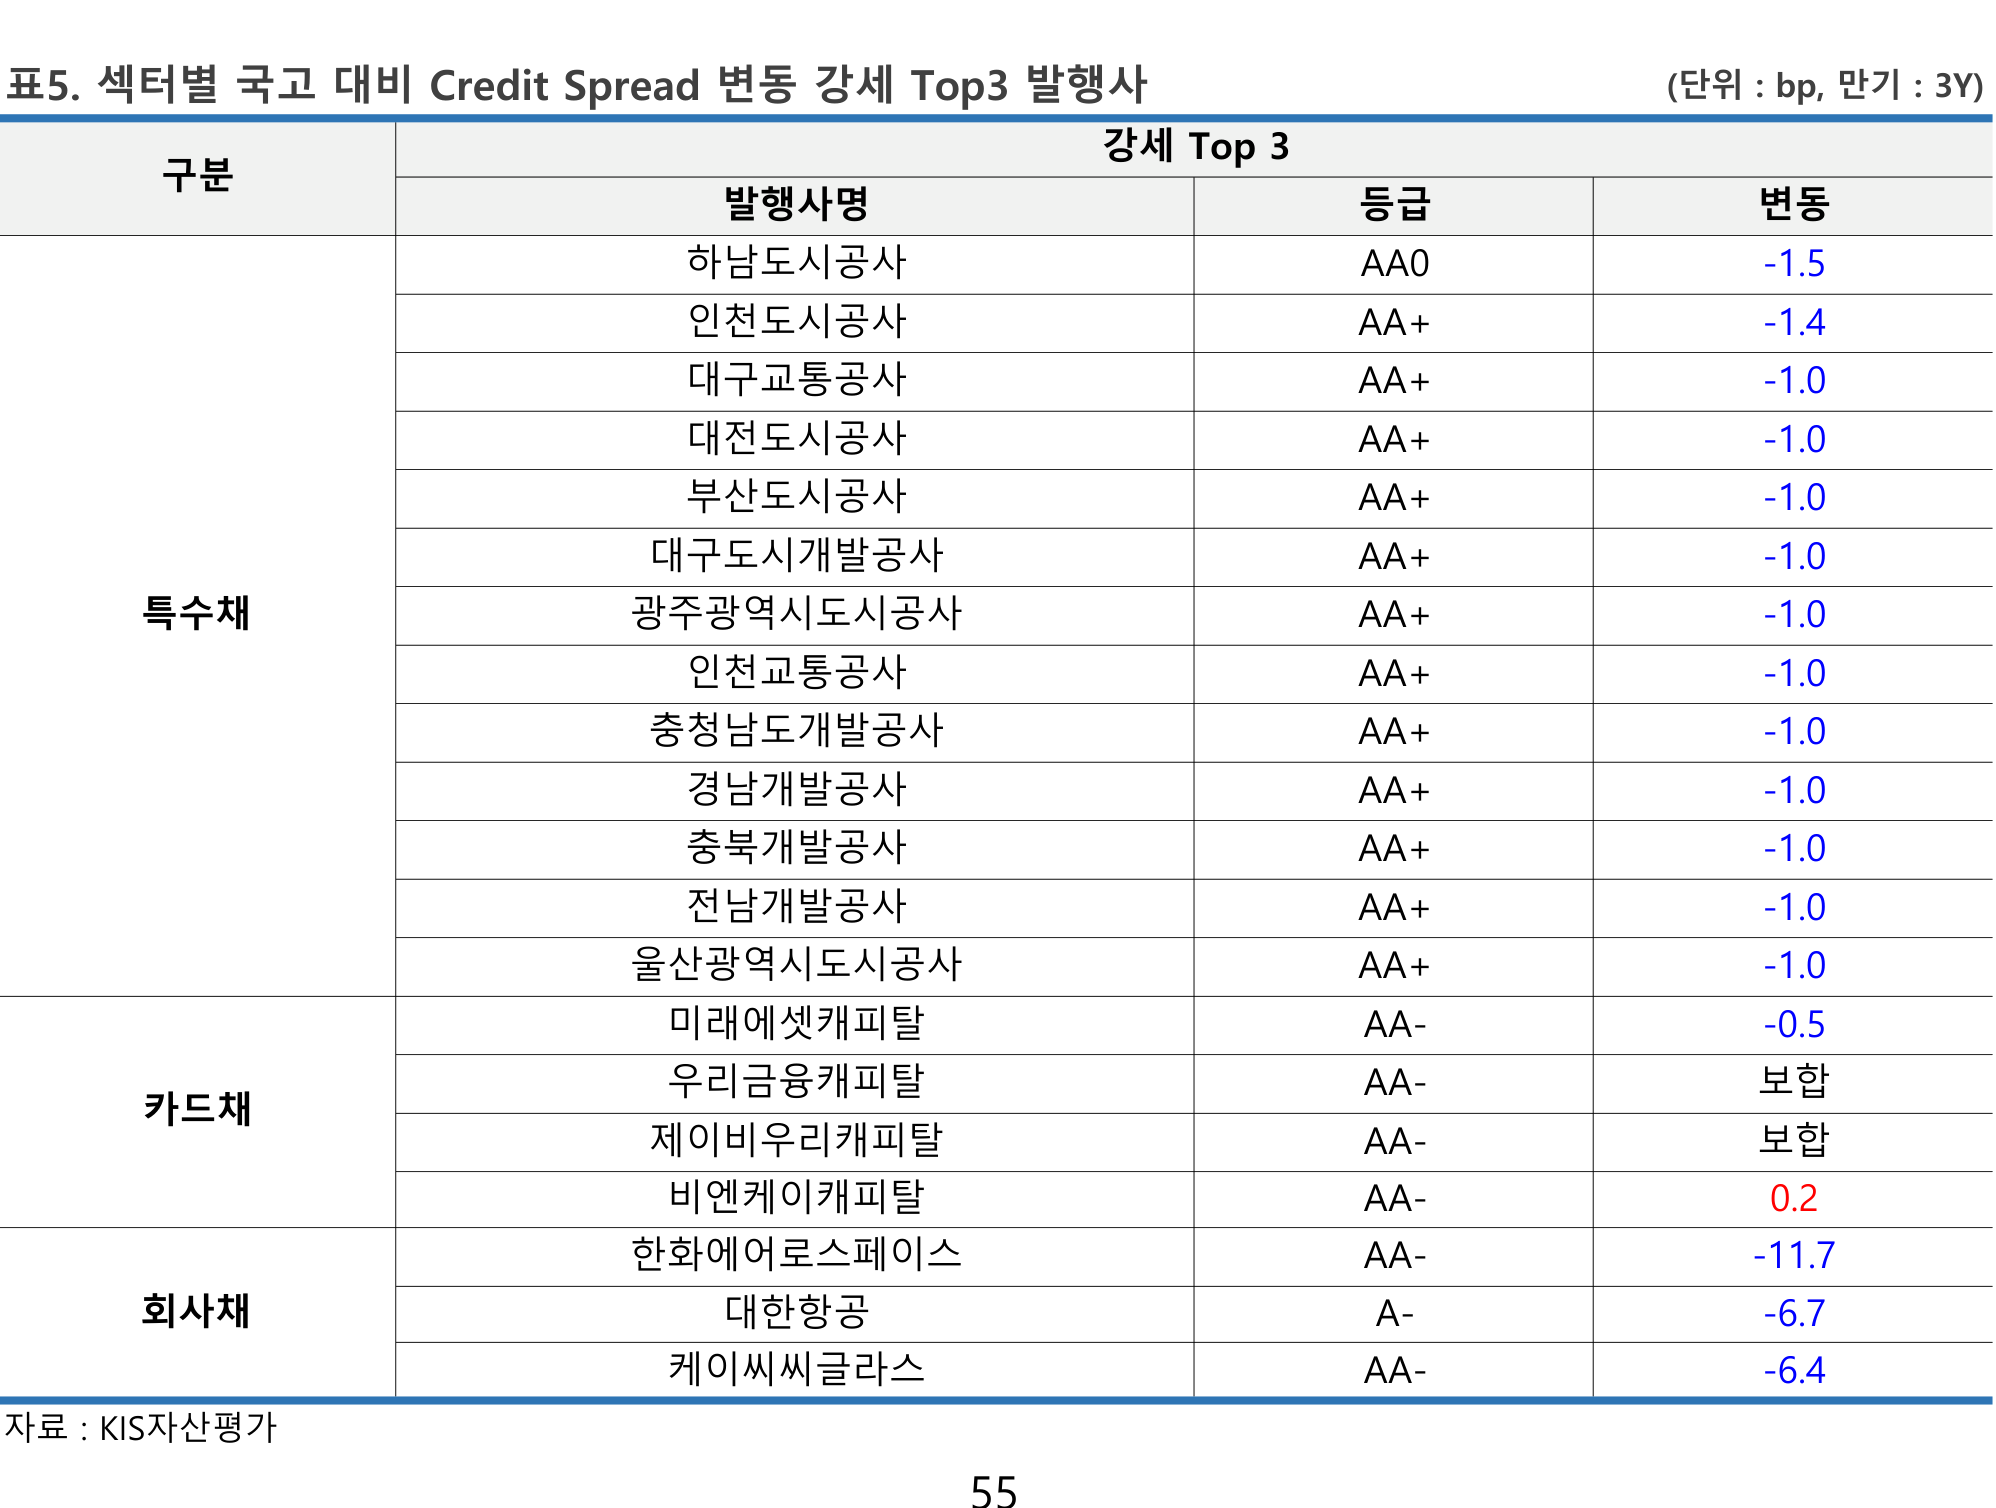 표5. 섹터별 국고 대비 Credit Spread 변동 강세 Top3 발행사 (단위 : bp, 만기 : 3Y)
구분 강세 Top 3
발행사명 등급 변동
특수채
하남도시공사 AA0 -1.5
인천도시공사 AA+ -1.4
대구교통공사 AA+ -1.0
대전도시공사 AA+ -1.0
부산도시공사 AA+ -1.0
대구도시개발공사 AA+ -1.0
광주광역시도시공사 AA+ -1.0
인천교통공사 AA+ -1.0
충청남도개발공사 AA+ -1.0
경남개발공사 AA+ -1.0
충북개발공사 AA+ -1.0
전남개발공사 AA+ -1.0
울산광역시도시공사 AA+ -1.0
카드채
미래에셋캐피탈 AA- -0.5
우리금융캐피탈 AA- 보합
제이비우리캐피탈 AA- 보합
비엔케이캐피탈 AA- 0.2
회사채
한화에어로스페이스 AA- -11.7
대한항공 A- -6.7
케이씨씨글라스 AA- -6.4
자료 : KIS자산평가
55